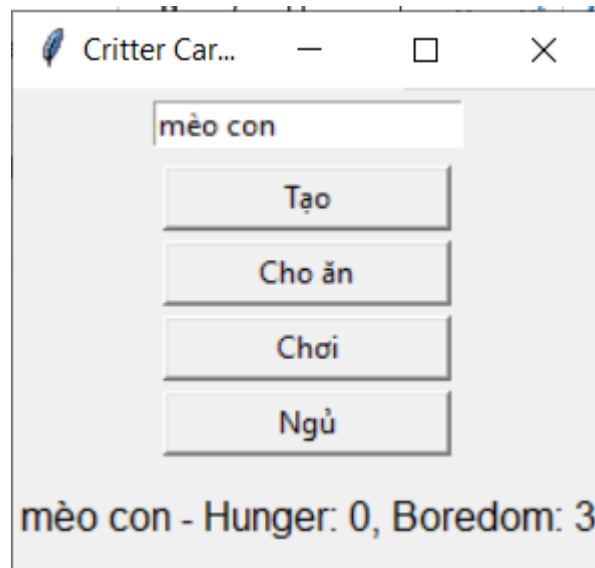 Critter Car...
mèo con
Tạo
Cho ăn
Chơi
Ngủ
mèo con - Hunger: 0, Boredom: 3